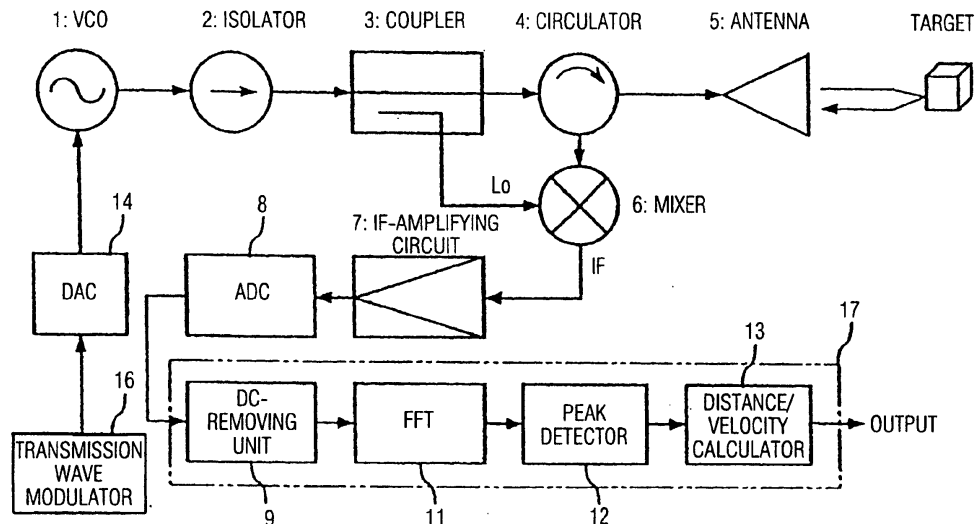 1: VCO
2: ISOLATOR
3: COUPLER
4: CIRCULATOR
5: ANTENNA
TARGET
Lo
6: MIXER
14
8
7: IF-AMPLIFYING
CIRCUIT
IF
DAC
ADC
13
17
16
DC-
REMOVING
UNIT
FFT
PEAK
DETECTOR
DISTANCE/
VELOCITY
CALCULATOR
OUTPUT
TRANSMISSION
WAVE
MODULATOR
9
11
12